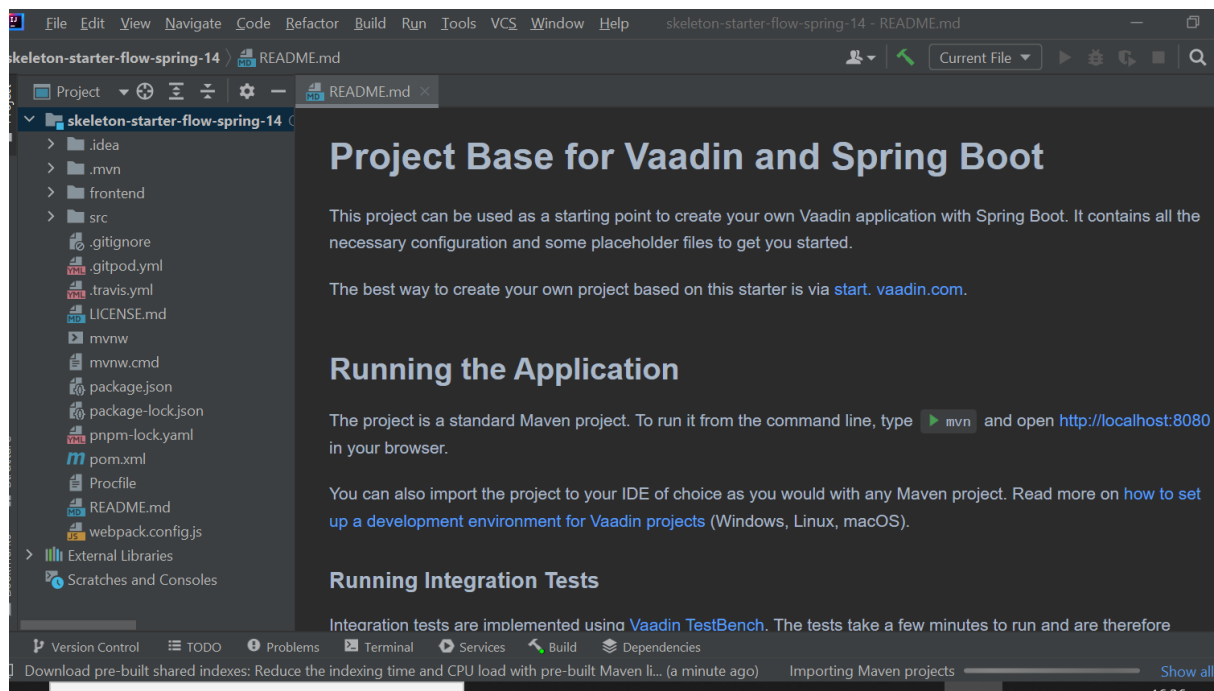 File Edit View Navigate Code Refactor Build Run Tools VCS Window Help skeleton-starter-flow-spring-14 - README.md
skeleton-starter-flow-spring-14 README.md Current File
Project README.md
skeleton-starter-flow-spring-14
.idea
.mvn
frontend
src
.gitignore
.gitpod.yml
.travis.yml
LICENSE.md
mvnw
mvnw.cmd
package.json
package-lock.json
pnpm-lock.yaml
pom.xml
Procfile
README.md
webpack.config.js
External Libraries
Scratches and Consoles
Project Base for Vaadin and Spring Boot
This project can be used as a starting point to create your own Vaadin application with Spring Boot. It contains all the
necessary configuration and some placeholder files to get you started.
The best way to create your own project based on this starter is via start. vaadin.com.
Running the Application
The project is a standard Maven project. To run it from the command line, type mvn and open http://localhost:8080
in your browser.
You can also import the project to your IDE of choice as you would with any Maven project. Read more on how to set
up a development environment for Vaadin projects (Windows, Linux, macOS).
Running Integration Tests
Integration tests are implemented using Vaadin TestBench. The tests take a few minutes to run and are therefore
Version Control TODO Problems Terminal Services Build Dependencies
Download pre-built shared indexes: Reduce the indexing time and CPU load with pre-built Maven li... (a minute ago) Importing Maven projects Show all